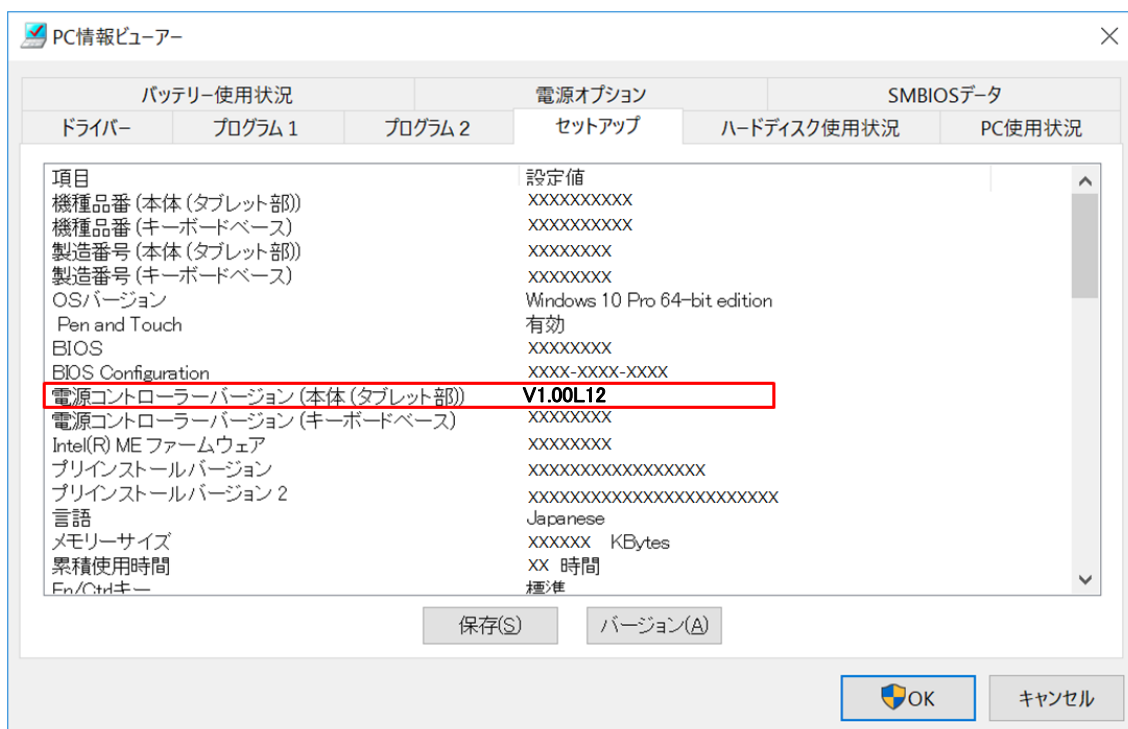 PC情報ビューアー
バッテリー使用状況 電源オプション SMBIOSデータ
ドライバー プログラム 1 プログラム 2 セットアップ ハードディスク使用状況 PC使用状況
項目 設定値
機種品番 (本体 (タブレット部)) XXXXXXXXXX
機種品番 (キーボードベース) XXXXXXXXXX
製造番号 (本体 (タブレット部)) XXXXXXXX
製造番号 (キーボードベース) XXXXXXXX
OSバージョン Windows 10 Pro 64-bit edition
Pen and Touch 有効
BIOS XXXXXXXX
BIOS Configuration XXXX-XXXX-XXXX
電源コントローラーバージョン (本体 (タブレット部)) V1.00L12
電源コントローラーバージョン (キーボードベース) XXXXXXXX
Intel(R) ME ファームウェア XXXXXXXX
プリインストールバージョン XXXXXXXXXXXXXXXXX
プリインストールバージョン 2 XXXXXXXXXXXXXXXXXXXXXXXX
言語 Japanese
メモリーサイズ XXXXXX KBytes
累積使用時間 XX 時間
Fn/Ctrlキー 標準
保存(S) バージョン(A)
OK キャンセル